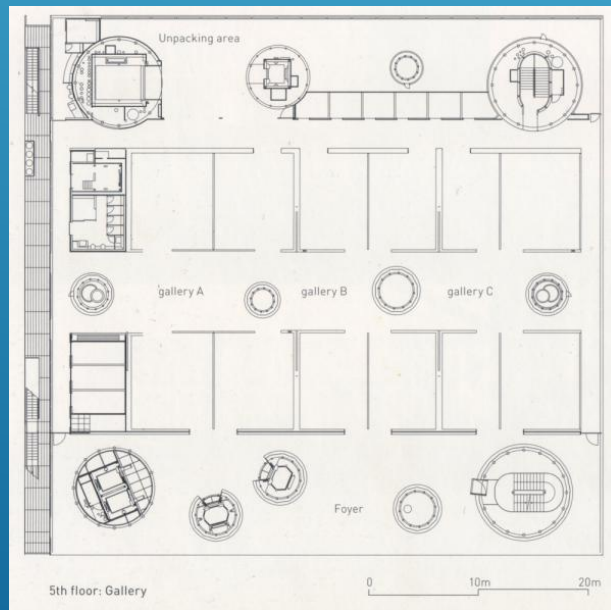 Unpacking area
gallery A
gallery B
gallery C
Foyer
5th floor: Gallery
0
10m
20m